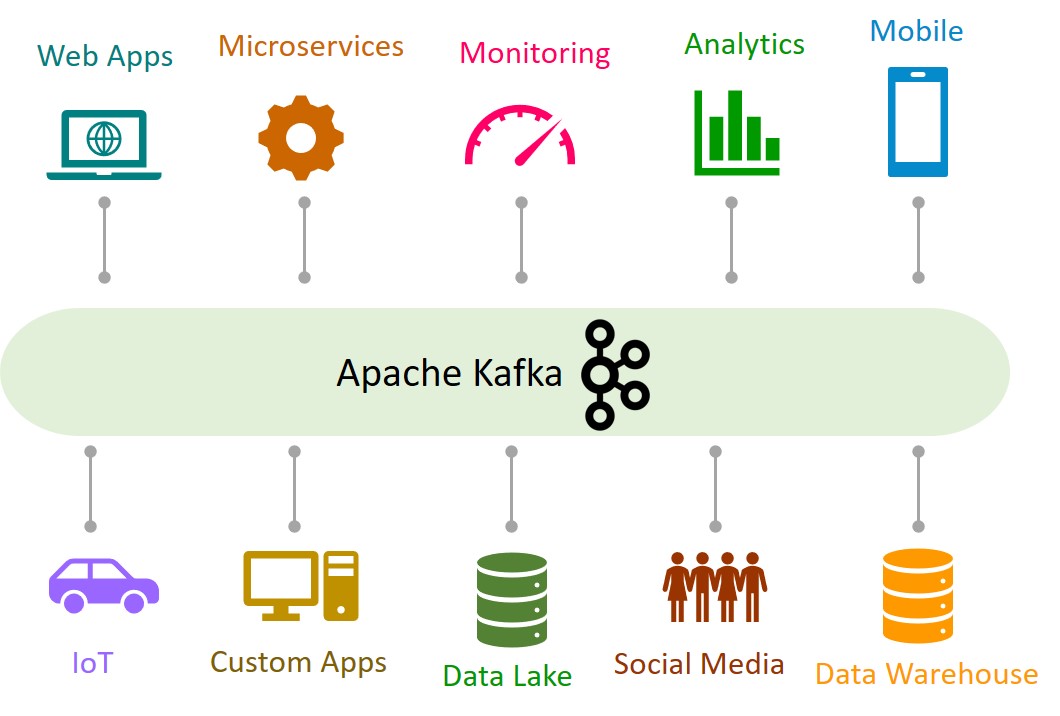 Web Apps
Microservices
Monitoring
Analytics
Mobile
Apache Kafka
IoT
Custom Apps
Data Lake
Social Media
Data Warehouse